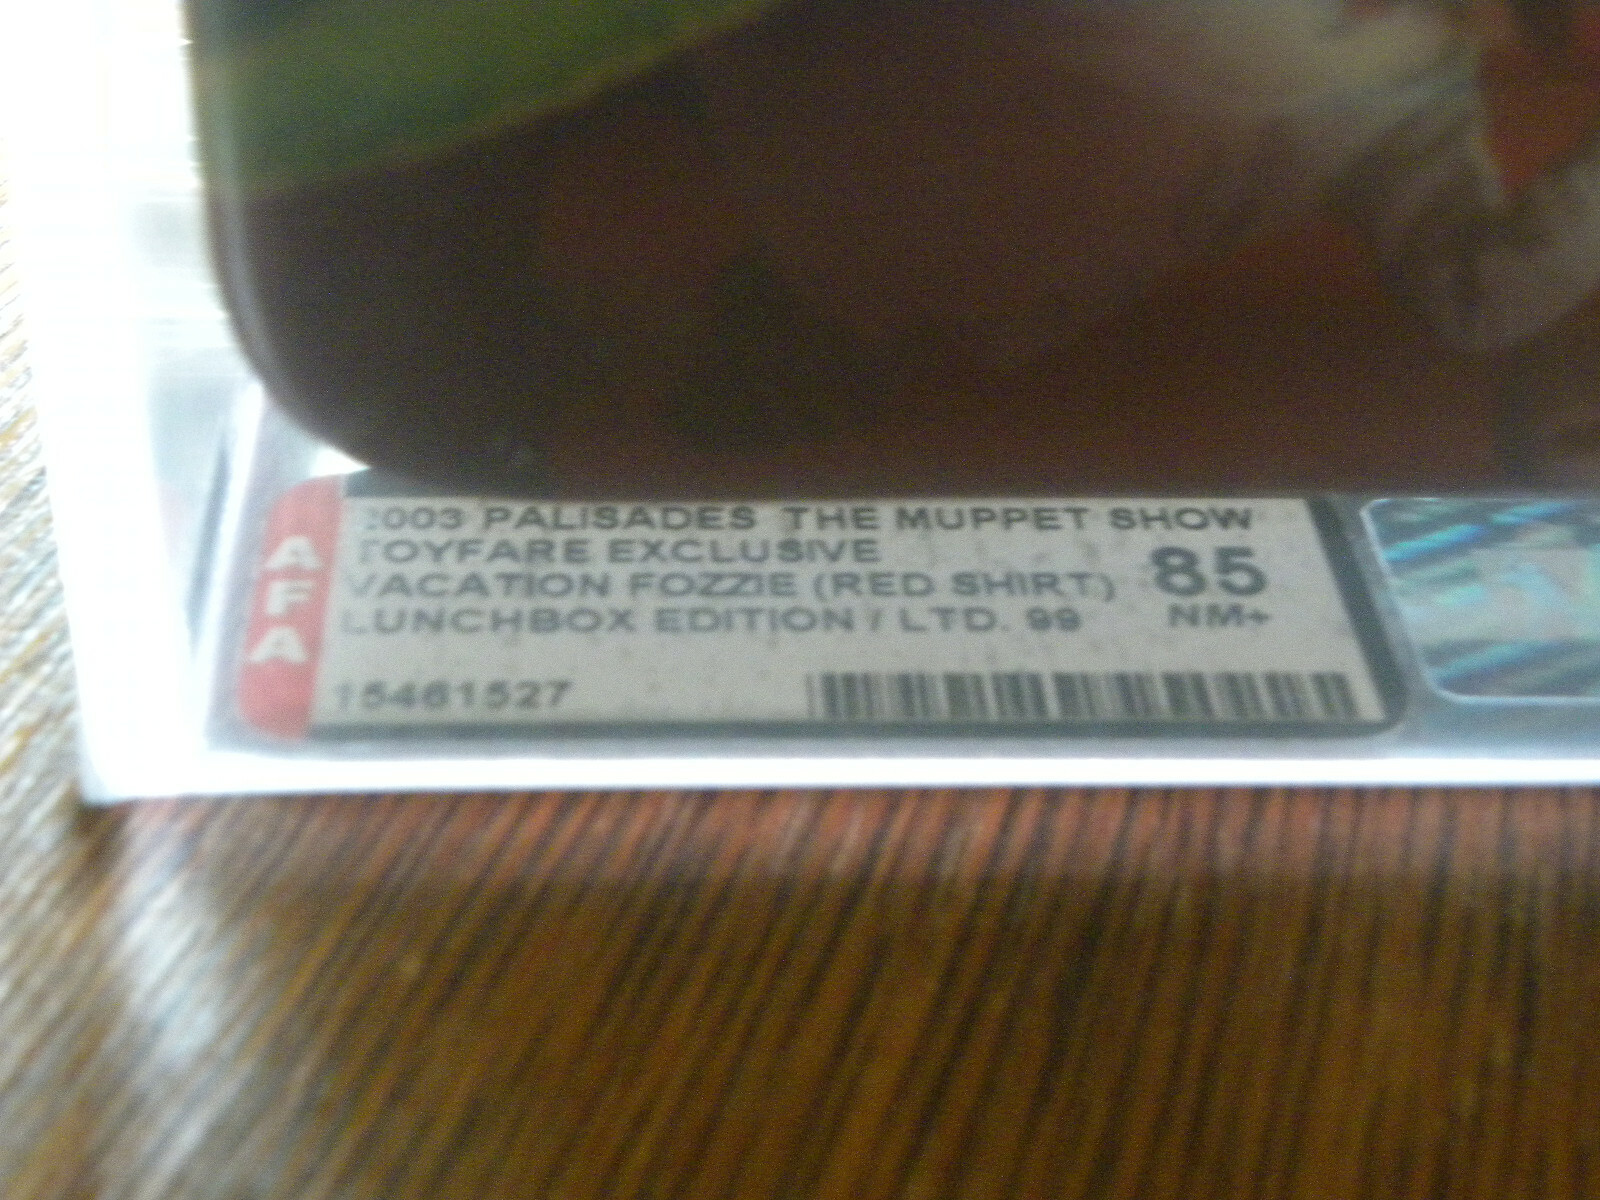 AFA
2003 PALISADES THE MUPPET SHOW
TOYFARE EXCLUSIVE
VACATION FOZZIE (RED SHIRT)
LUNCHBOX EDITION / LTD. 99
85
NM+
15461527